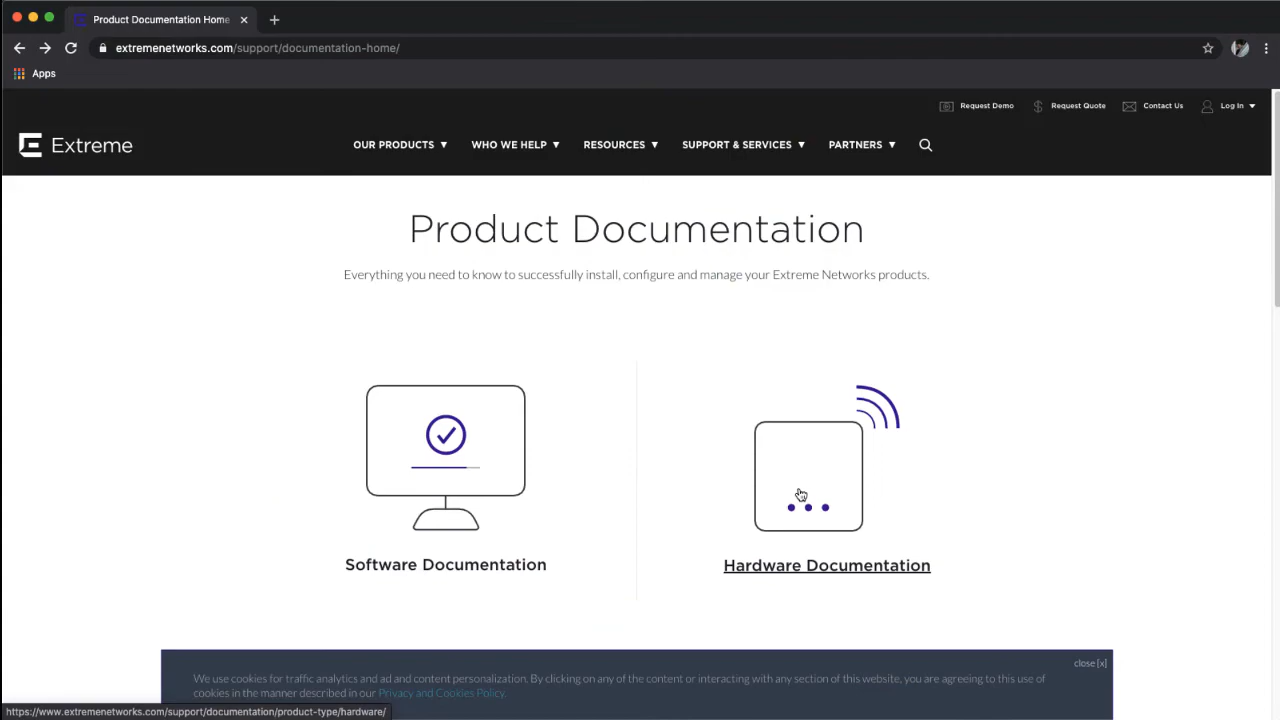 Product Documentation Home
extremenetworks.com/support/documentation-home/
Apps
Request Demo
Request Quote
Contact Us
Log In
Extreme
OUR PRODUCTS
WHO WE HELP
RESOURCES
SUPPORT & SERVICES
PARTNERS
Product Documentation
Everything you need to know to successfully install, configure and manage your Extreme Networks products.
Software Documentation
Hardware Documentation
close [x]
We use cookies for traffic analytics and ad and content personalization. By clicking on any of the content or interacting with any section of this website, you are agreeing to this use of
cookies in the manner described in our Privacy and Cookies Policy.
https://www.extremenetworks.com/support/documentation/product-type/hardware/